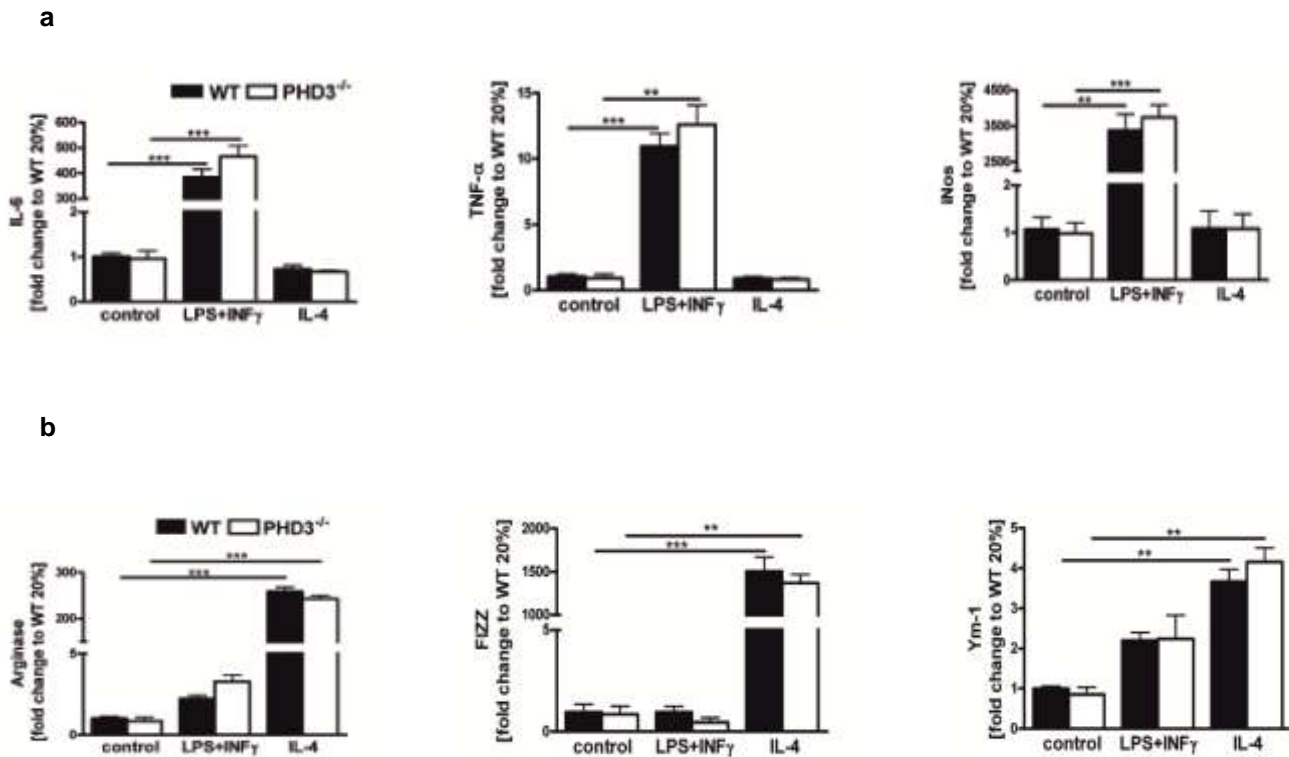 a
WT PHD3-/-
IL-6
[fold change to WT 20%]
600
500
400
300
2
1
0
***
***
control LPS+INFγ IL-4
TNF-α
[fold change to WT 20%]
15
10
5
0
**
***
control LPS+INFγ IL-4
iNos
[fold change to WT 20%]
4500
3500
2500
2
1
0
***
**
control LPS+INFγ IL-4
b
WT PHD3-/-
Arginase
[fold change to WT 20%]
300
200
5
0
***
***
control LPS+INFγ IL-4
FIZZ
[fold change to WT 20%]
2000
1500
1000
5
0
**
***
control LPS+INFγ IL-4
Ym-1
[fold change to WT 20%]
5
4
3
2
1
0
**
**
control LPS+INFγ IL-4